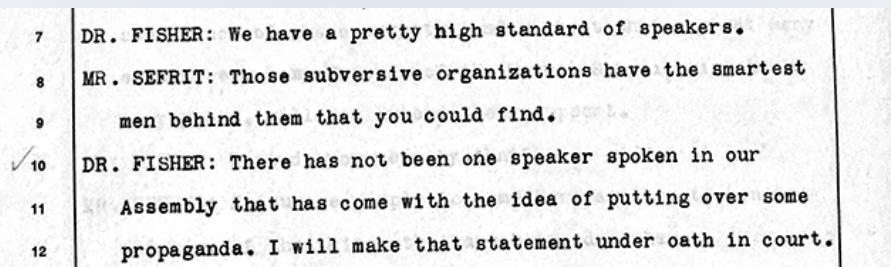 7 DR. FISHER: We have a pretty high standard of speakers.
8 MR. SEFRIT: Those subversive organizations have the smartest
9 men behind them that you could find.
10 DR. FISHER: There has not been one speaker spoken in our
11 Assembly that has come with the idea of putting over some
12 propaganda. I will make that statement under oath in court.